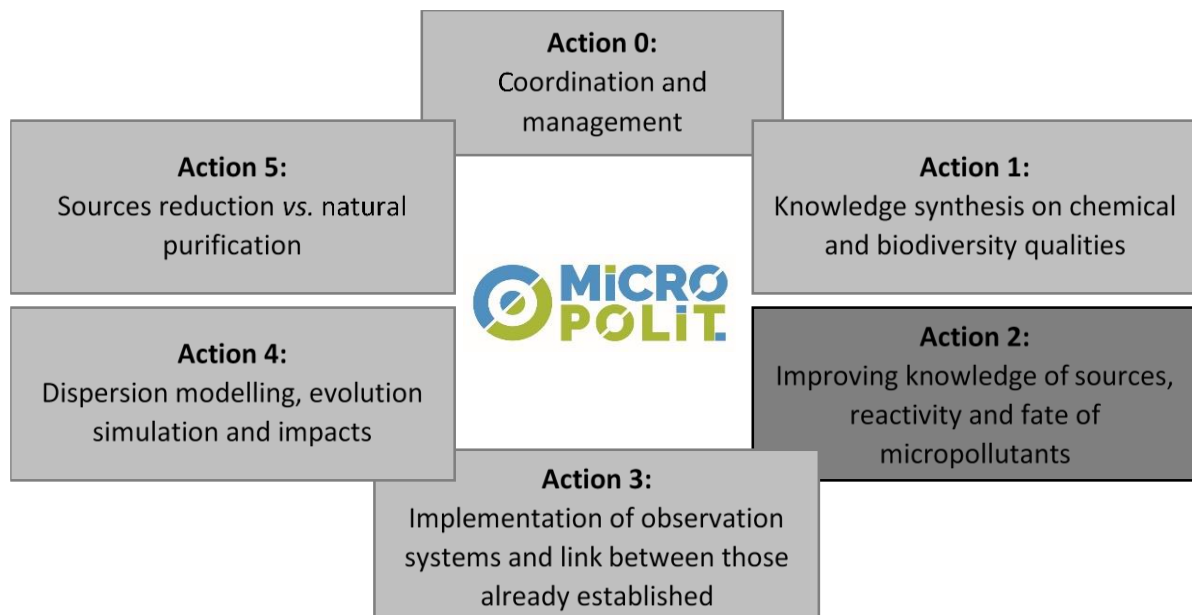 Action 0:
Coordination and
management
Action 1:
Knowledge synthesis on chemical
and biodiversity qualities
Action 2:
Improving knowledge of sources,
reactivity and fate of
micropollutants
Action 3:
Implementation of observation
systems and link between those
already established
Action 4:
Dispersion modelling, evolution
simulation and impacts
Action 5:
Sources reduction vs. natural
purification
MiCRO
POLiT.